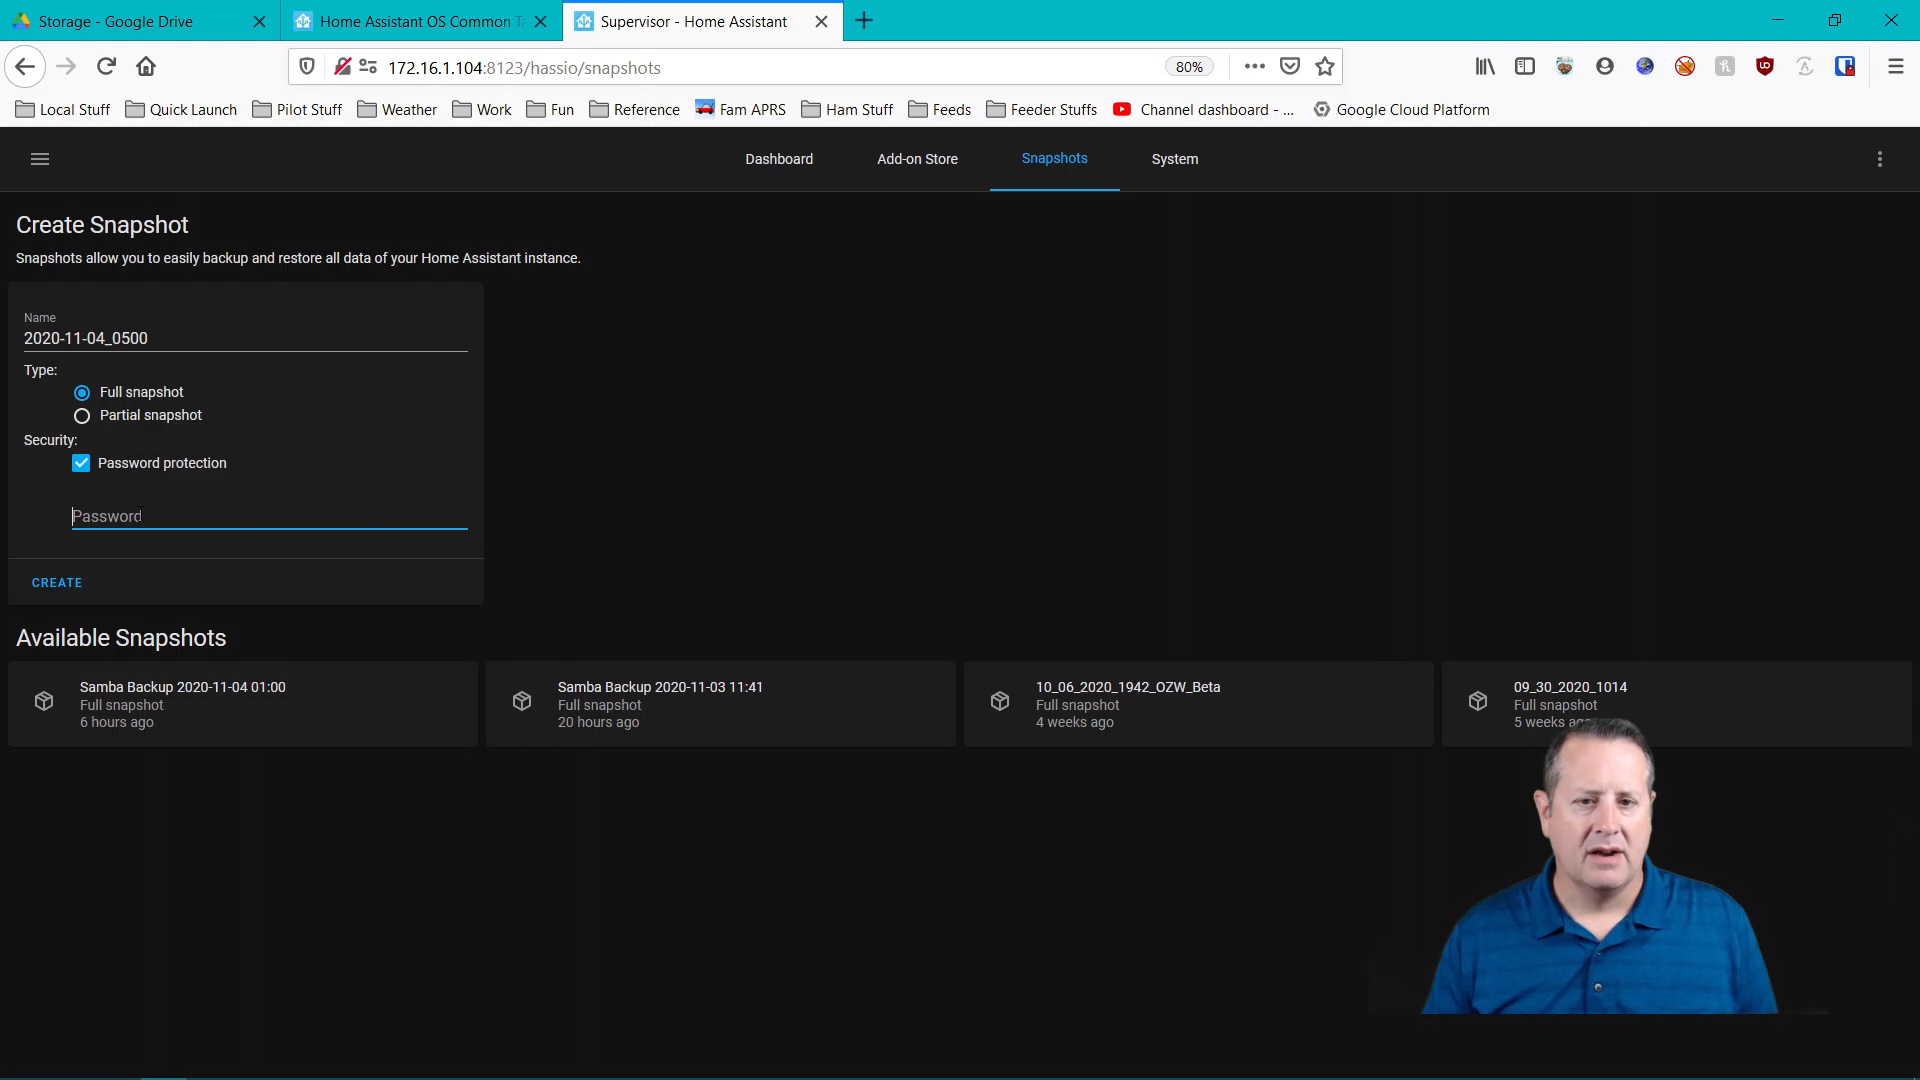 Storage - Google Drive
Home Assistant OS Common Ta
Supervisor - Home Assistant
172.16.1.104:8123/hassio/snapshots
80%
Local Stuff
Quick Launch
Pilot Stuff
Weather
Work
Fun
Reference
Fam APRS
Ham Stuff
Feeds
Feeder Stuffs
Channel dashboard - ...
Google Cloud Platform
Dashboard
Add-on Store
Snapshots
System
Create Snapshot
Snapshots allow you to easily backup and restore all data of your Home Assistant instance.
Name
2020-11-04_0500
Type:
Full snapshot
Partial snapshot
Security:
Password protection
Password
CREATE
Available Snapshots
Samba Backup 2020-11-04 01:00
Full snapshot
6 hours ago
Samba Backup 2020-11-03 11:41
Full snapshot
20 hours ago
10_06_2020_1942_OZW_Beta
Full snapshot
4 weeks ago
09_30_2020_1014
Full snapshot
5 weeks ago